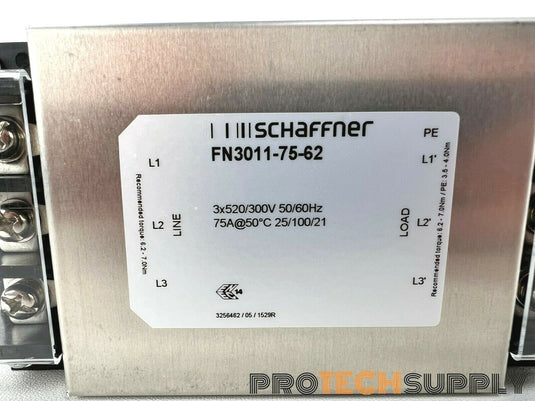 SCHAFFNER
PE
FN3011-75-62
L1
L1'
3x520/300V 50/60Hz
75A@50°C 25/100/21
L2
LINE
LOAD
L2'
L3
L3'
Recommended torque: 6.2 - 7.0Nm
Recommended torque: 6.2 - 7.0Nm / PE: 3.5 - 4.0Nm
14
3256462 / 05 / 1529R
PROTECHSUPPLY